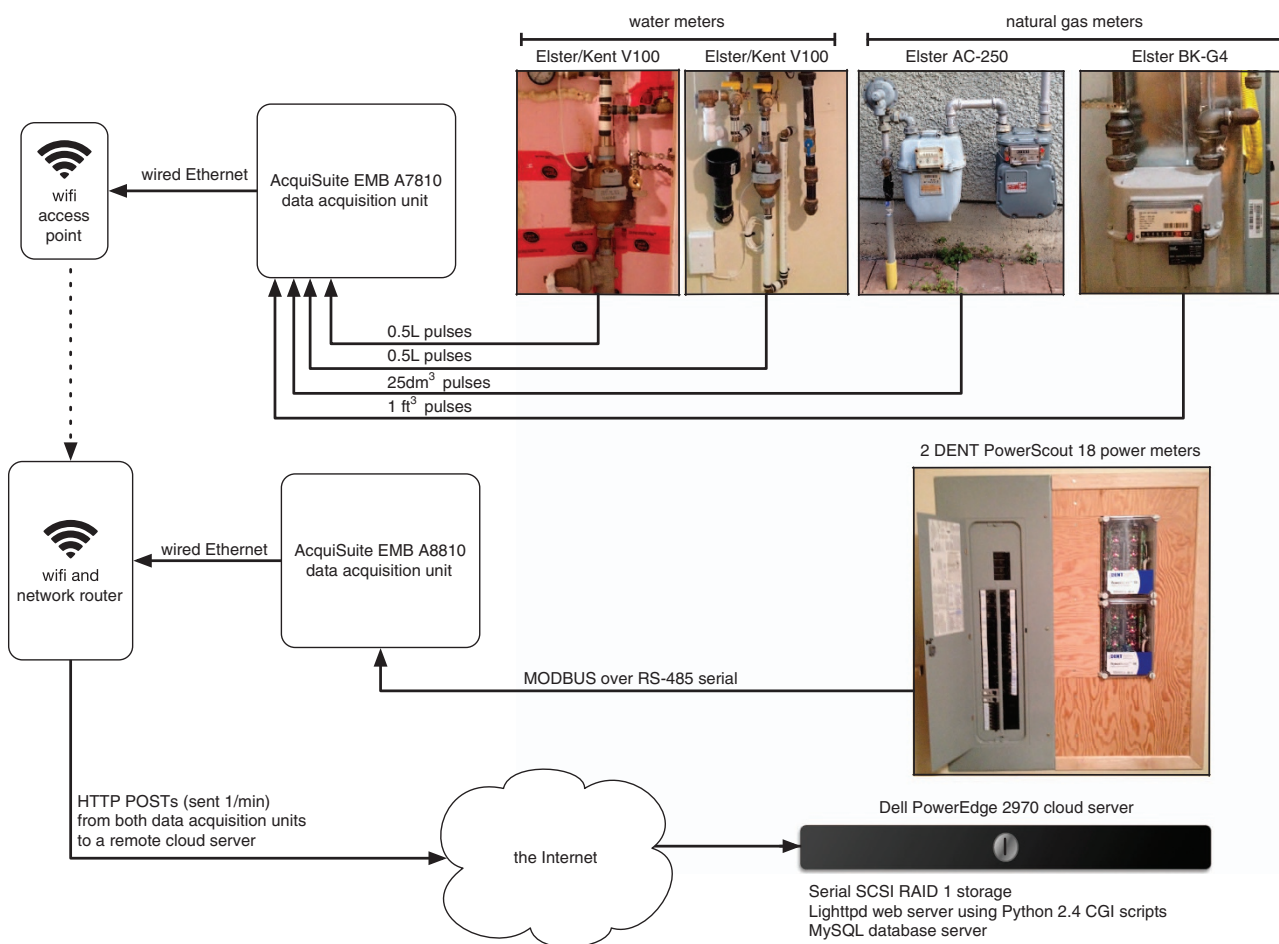 water meters
natural gas meters
Elster/Kent V100
Elster/Kent V100
Elster AC-250
Elster BK-G4
wifi
access
point
wired Ethernet
AcquiSuite EMB A7810
data acquisition unit
0.5L pulses
0.5L pulses
25dm³ pulses
1 ft³ pulses
2 DENT PowerScout 18 power meters
wifi and
network router
wired Ethernet
AcquiSuite EMB A8810
data acquisition unit
DENT
DENT
MODBUS over RS-485 serial
HTTP POSTs (sent 1/min)
from both data acquisition units
to a remote cloud server
the Internet
Dell PowerEdge 2970 cloud server
Serial SCSI RAID 1 storage
Lighttpd web server using Python 2.4 CGI scripts
MySQL database server